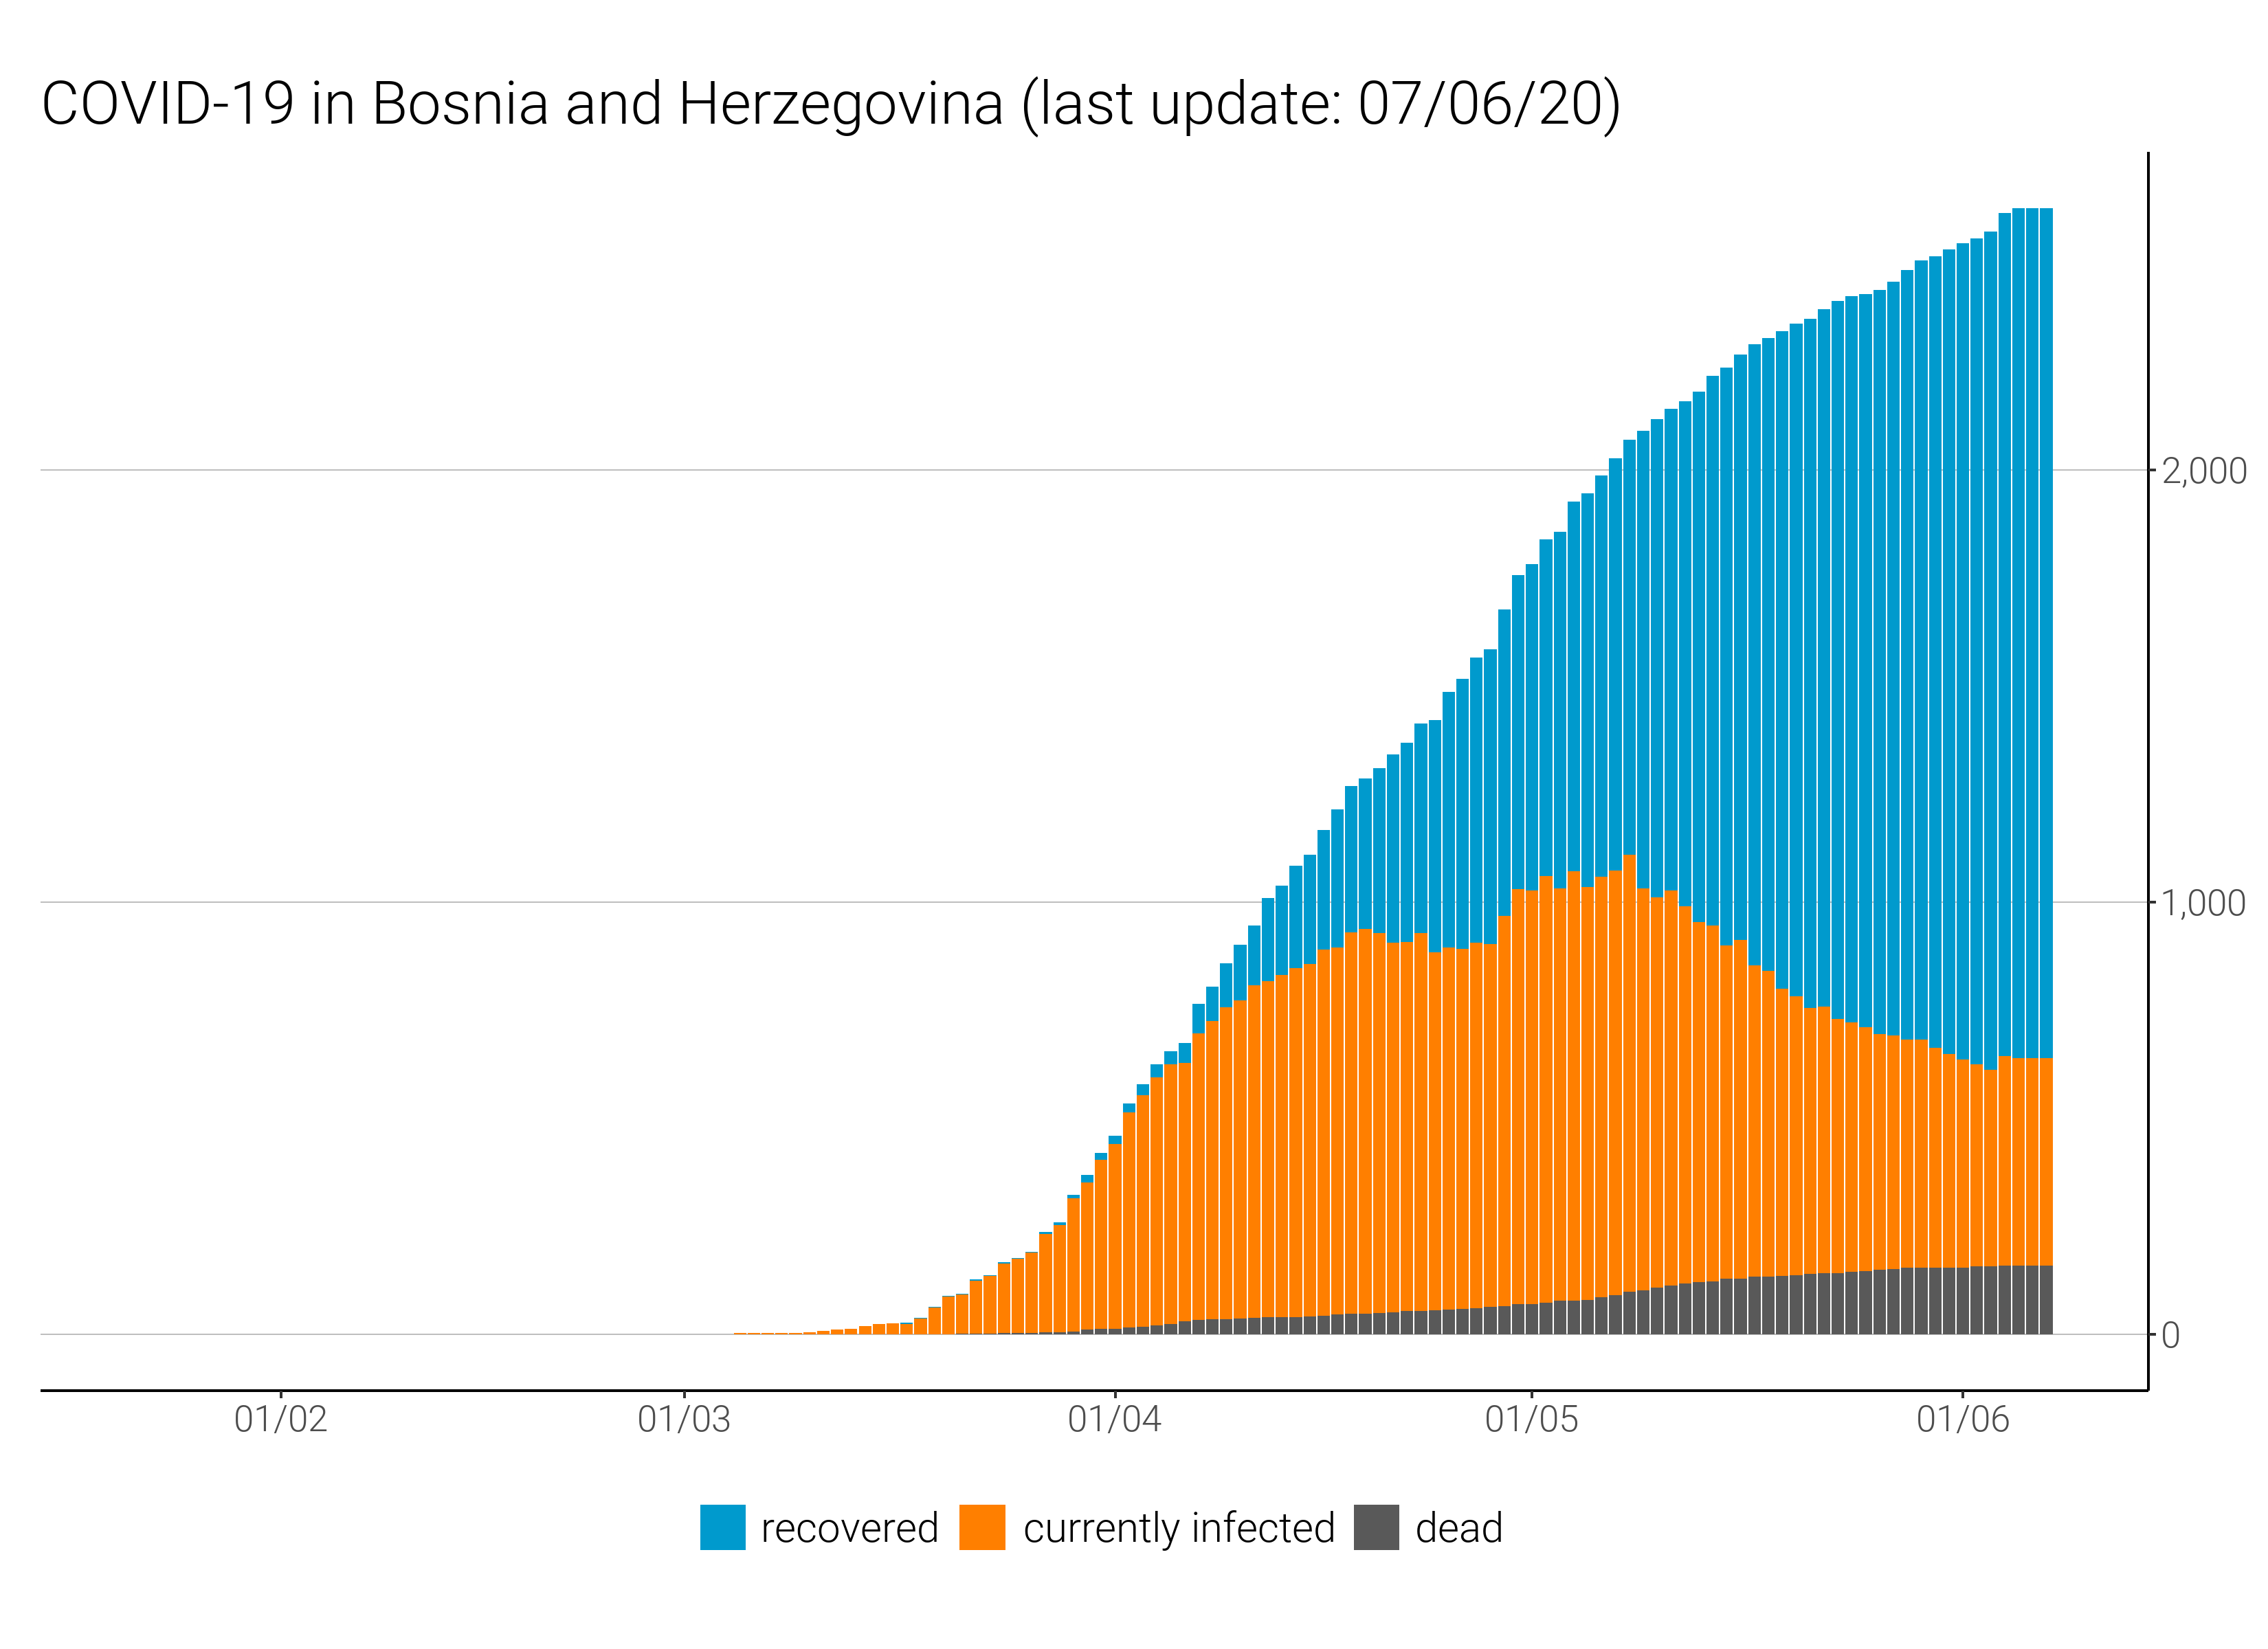 COVID-19 in Bosnia and Herzegovina (last update: 07/06/20)
2,000
1,000
0
01/02 01/03 01/04 01/05 01/06
recovered currently infected dead